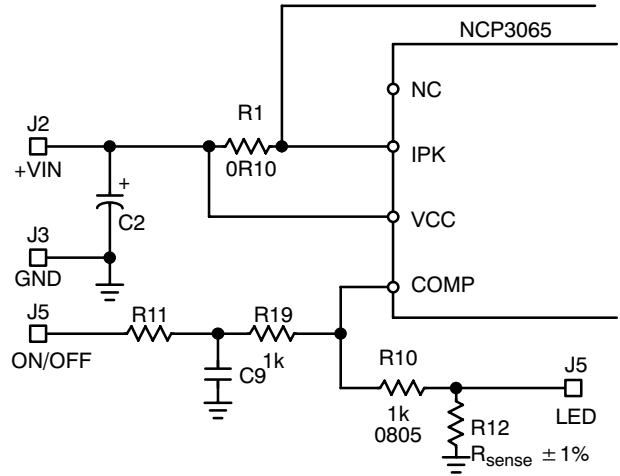 NCP3065
NC
J2
R1
+VIN
0R10
IPK
+
C2
VCC
J3
GND
COMP
J5
R11
R19
ON/OFF
C9
1k
R10
J5
1k
0805
R12
LED
Rsense ±1%